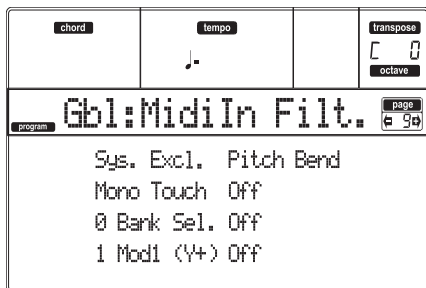 chord tempo transpose
C 0
octave
Gbl:MidiIn Filt. page
program 9
Sys. Excl. Pitch Bend
Mono Touch Off
0 Bank Sel. Off
1 Mod1 (Y+) Off